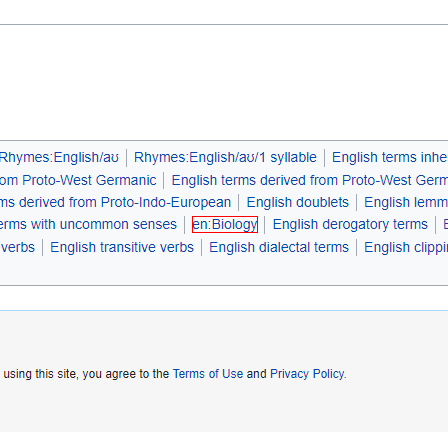 Rhymes:English/aʊ | Rhymes:English/aʊ/1 syllable | English terms inhe
om Proto-West Germanic | English terms derived from Proto-West Germ
ms derived from Proto-Indo-European | English doublets | English lemm
erms with uncommon senses | en:Biology | English derogatory terms | E
verbs | English transitive verbs | English dialectal terms | English clippi
using this site, you agree to the Terms of Use and Privacy Policy.